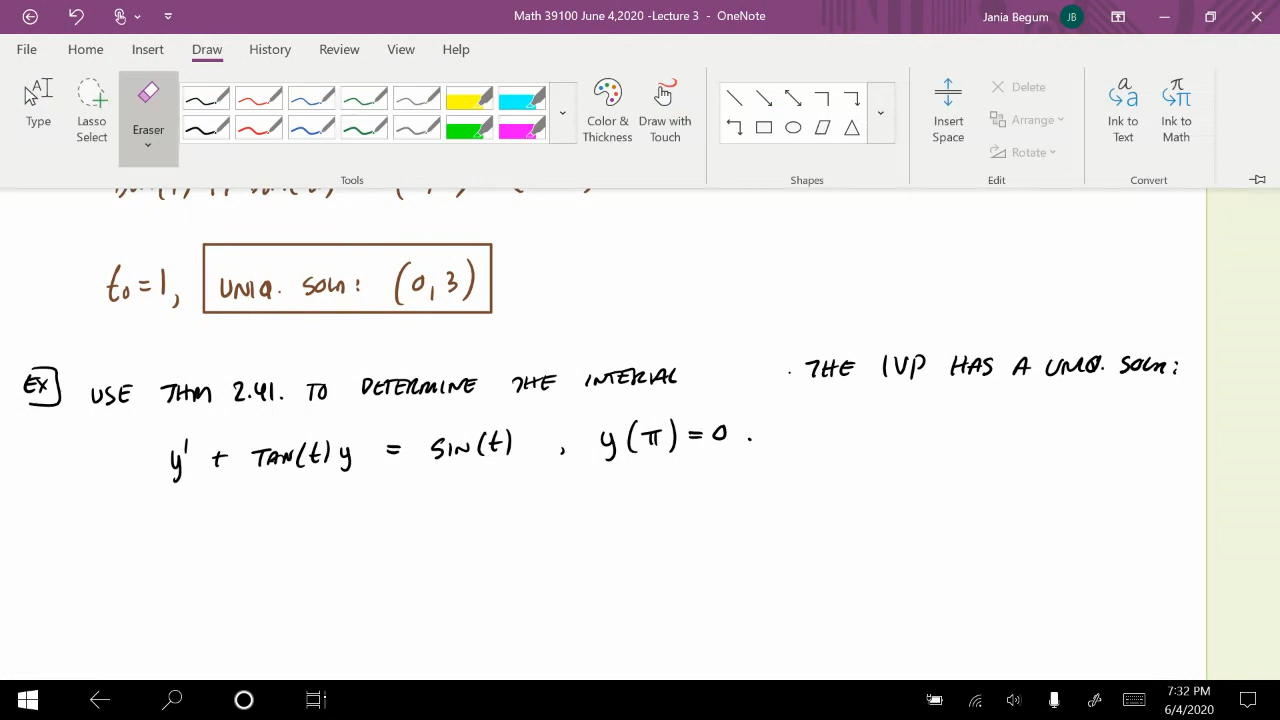 Math 39100 June 4,2020 -Lecture 3 - OneNote
Jania Begum JB
File Home Insert Draw History Review View Help
Type
Lasso Select
Eraser
Color & Thickness
Draw with Touch
Insert Space
Delete
Arrange
Rotate
Ink to Text
Ink to Math
Tools Shapes Edit Convert
t₀ = 1, UNIQ. SOLN: (0, 3)
EX USE THM 2.41. TO DETERMINE THE INTERVAL . THE IVP HAS A UNIQ. SOLN:
y' + TAN(t)y = SIN(t) , y(π) = 0 .
7:32 PM
6/4/2020